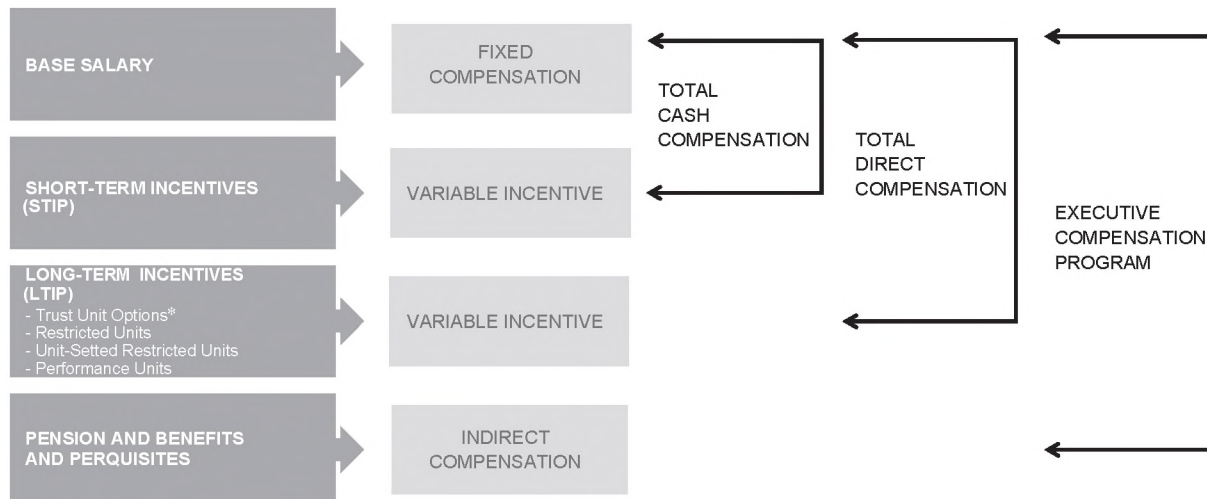 BASE SALARY
FIXED
COMPENSATION
SHORT-TERM INCENTIVES
(STIP)
VARIABLE INCENTIVE
LONG-TERM INCENTIVES
(LTIP)
- Trust Unit Options*
- Restricted Units
- Unit-Setted Restricted Units
- Performance Units
VARIABLE INCENTIVE
PENSION AND BENEFITS
AND PERQUISITES
INDIRECT
COMPENSATION
TOTAL
CASH
COMPENSATION
TOTAL
DIRECT
COMPENSATION
EXECUTIVE
COMPENSATION
PROGRAM